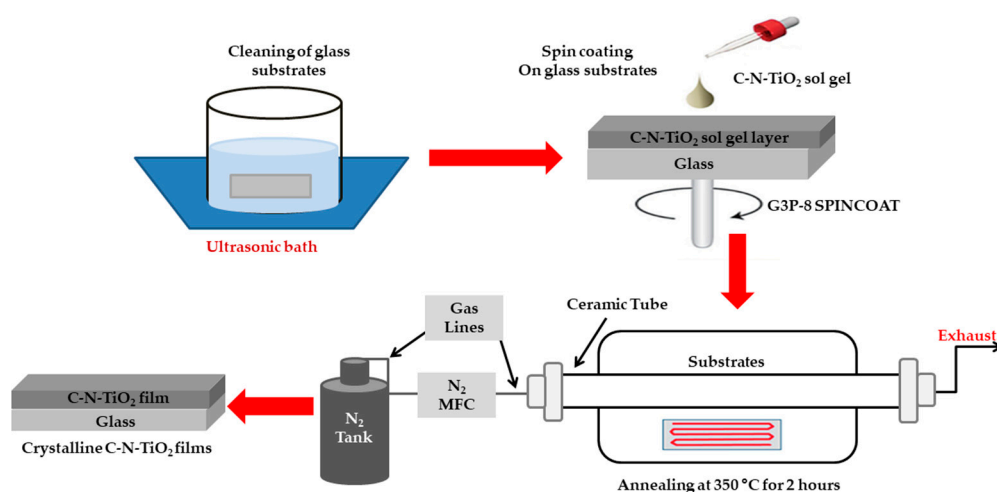 Cleaning of glass
substrates
Ultrasonic bath
Spin coating
On glass substrates
C-N-TiO₂ sol gel
C-N-TiO₂ sol gel layer
Glass
G3P-8 SPINCOAT
Gas
Lines
Ceramic Tube
Exhaust
Substrates
N₂
MFC
N₂
Tank
Annealing at 350 °C for 2 hours
C-N-TiO₂ film
Glass
Crystalline C-N-TiO₂ films